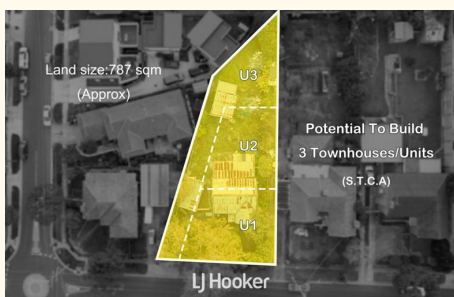 Land size:787 sqm
(Approx)
U3
U2
U1
Potential To Build
3 Townhouses/Units
(S.T.C.A)
LJ Hooker